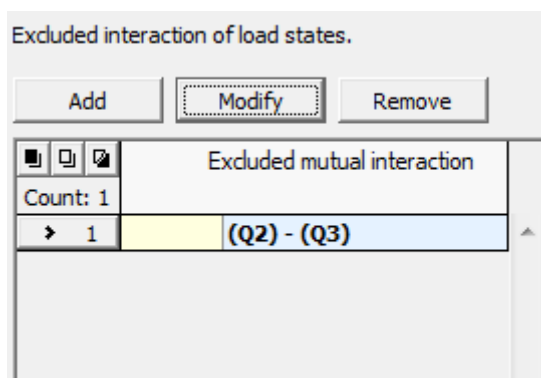 Excluded interaction of load states.
Add Modify Remove
Excluded mutual interaction
Count: 1
1 (Q2) - (Q3)